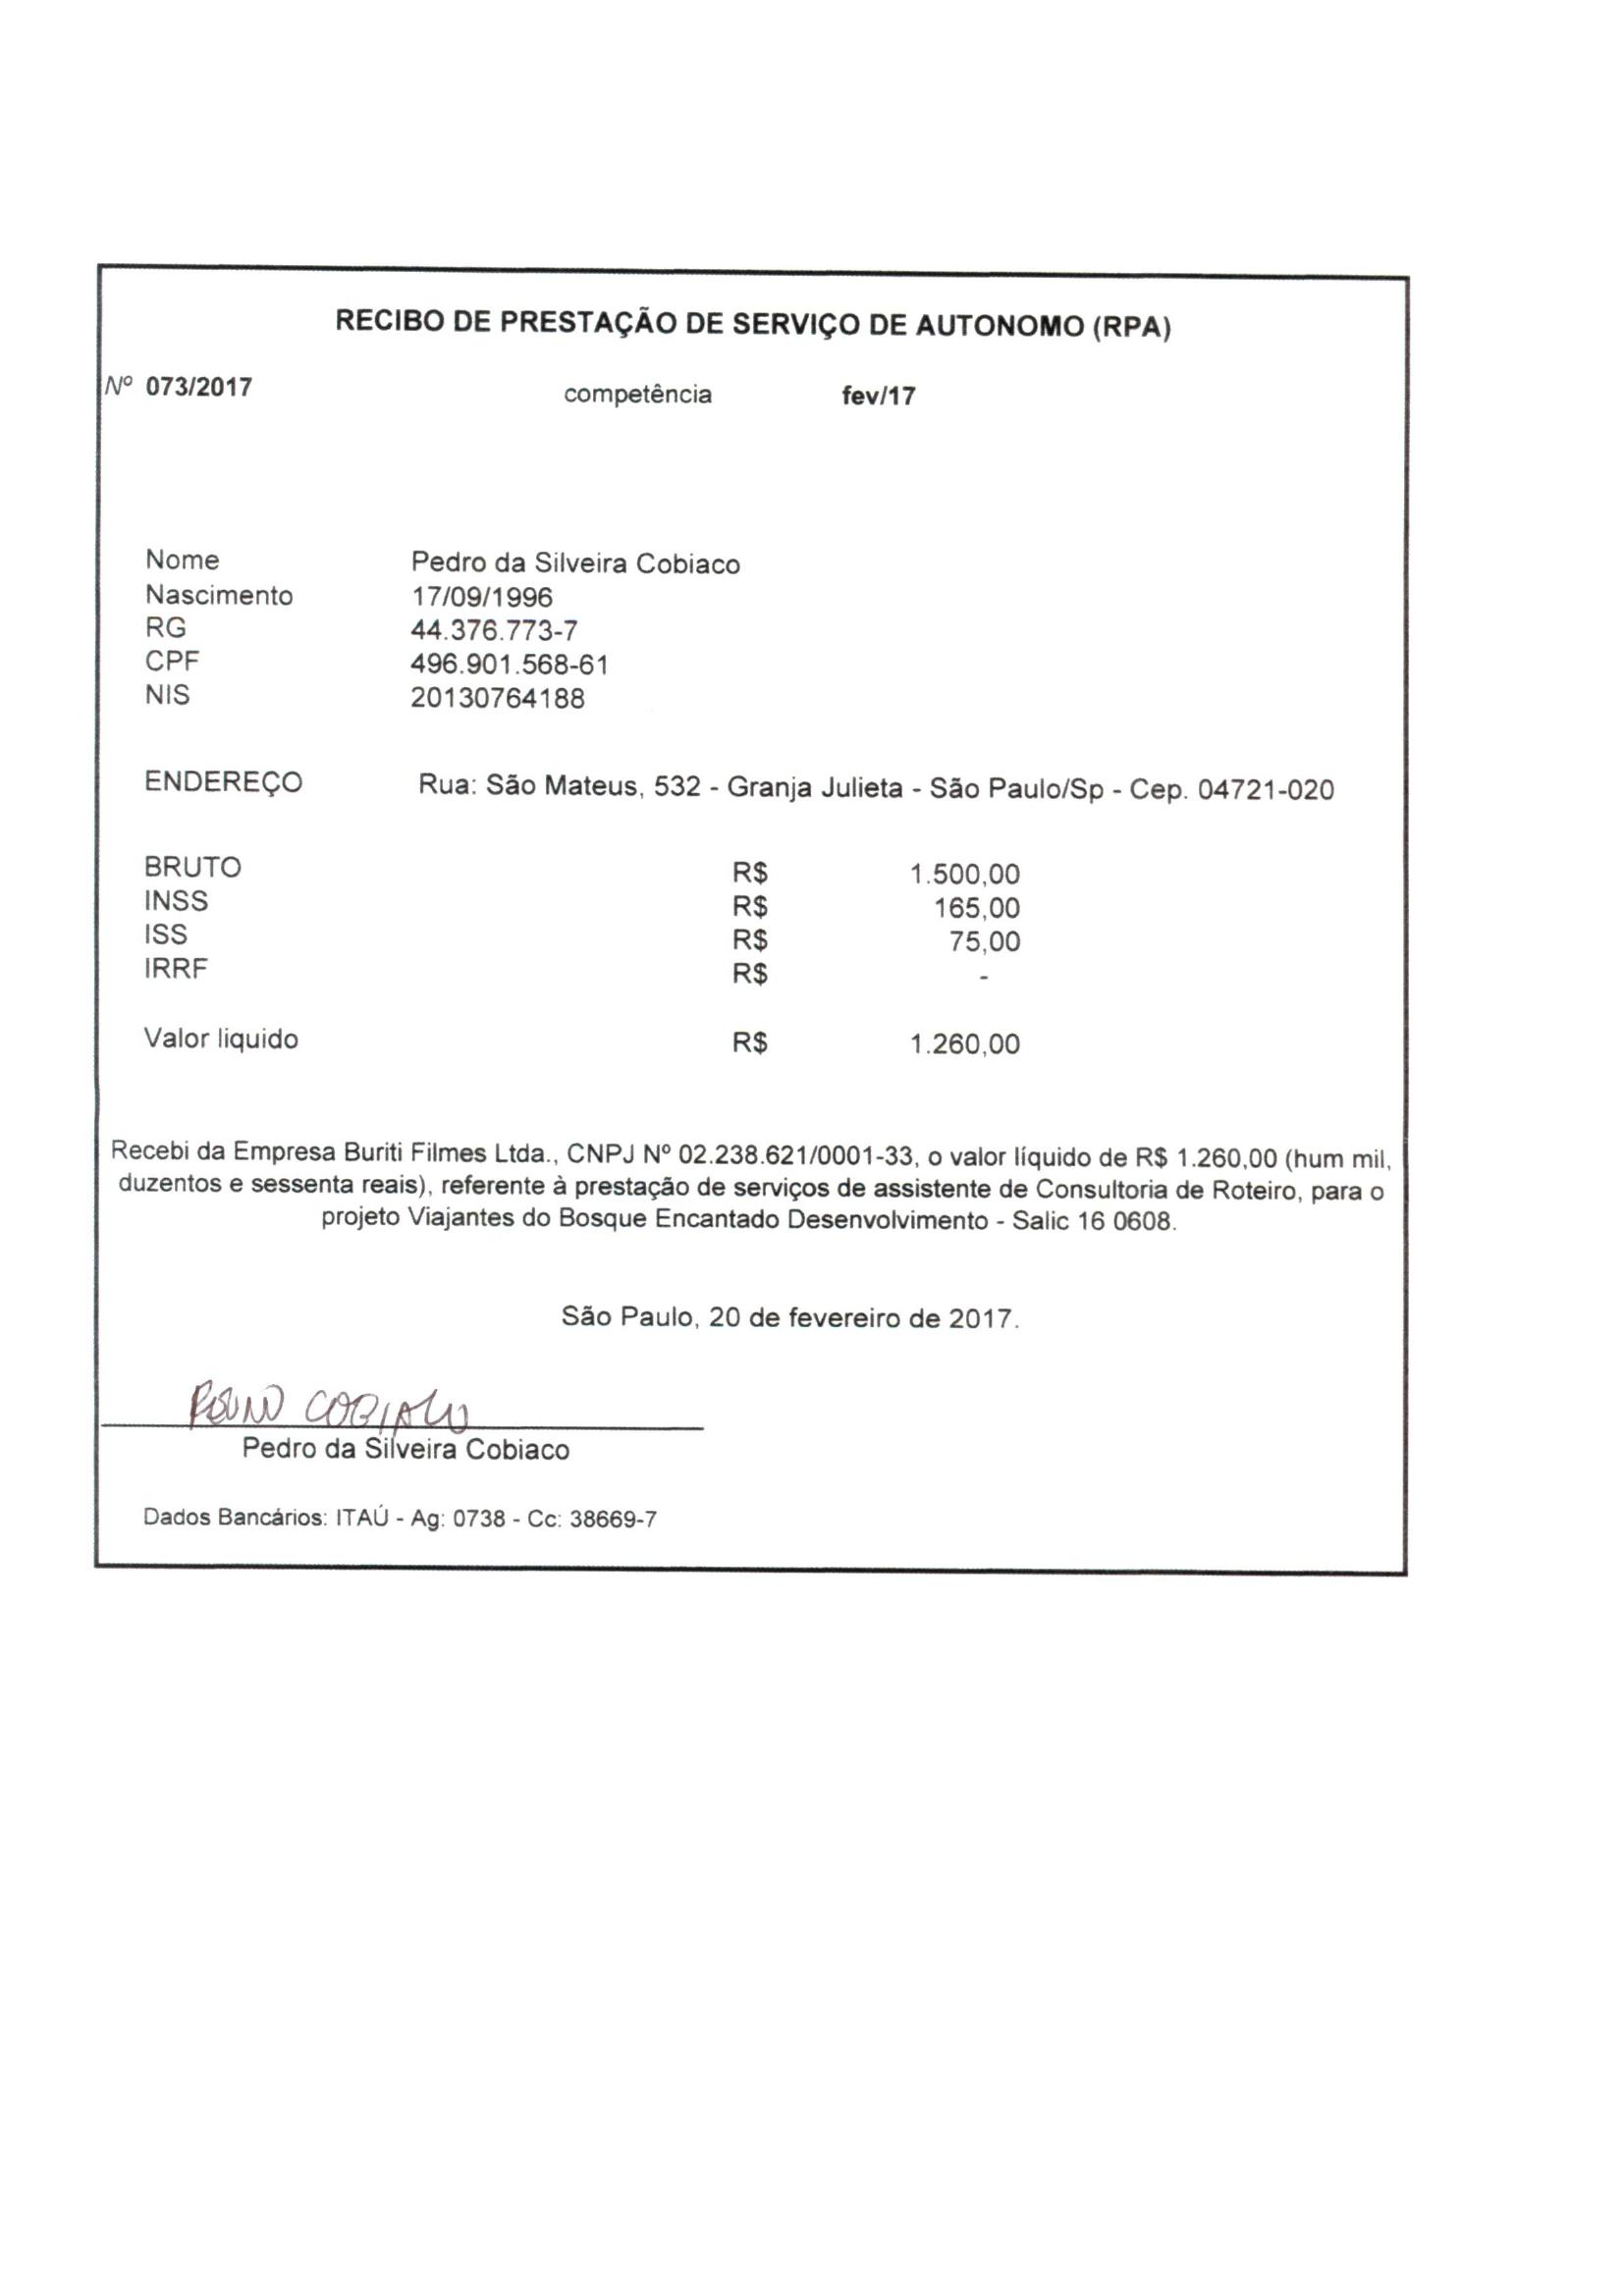 RECIBO DE PRESTAÇÃO DE SERVIÇO DE AUTONOMO (RPA)
Nº 073/2017 competência fev/17
Nome Pedro da Silveira Cobiaco
Nascimento 17/09/1996
RG 44.376.773-7
CPF 496.901.568-61
NIS 20130764188
ENDEREÇO Rua: São Mateus, 532 - Granja Julieta - São Paulo/Sp - Cep. 04721-020
BRUTO R$ 1.500,00
INSS R$ 165,00
ISS R$ 75,00
IRRF R$ -
Valor liquido R$ 1.260,00
Recebi da Empresa Buriti Filmes Ltda., CNPJ Nº 02.238.621/0001-33, o valor líquido de R$ 1.260,00 (hum mil,
duzentos e sessenta reais), referente à prestação de serviços de assistente de Consultoria de Roteiro, para o
projeto Viajantes do Bosque Encantado Desenvolvimento - Salic 16 0608.
São Paulo, 20 de fevereiro de 2017.
PEDRO COBIACO
Pedro da Silveira Cobiaco
Dados Bancários: ITAÚ - Ag: 0738 - Cc: 38669-7